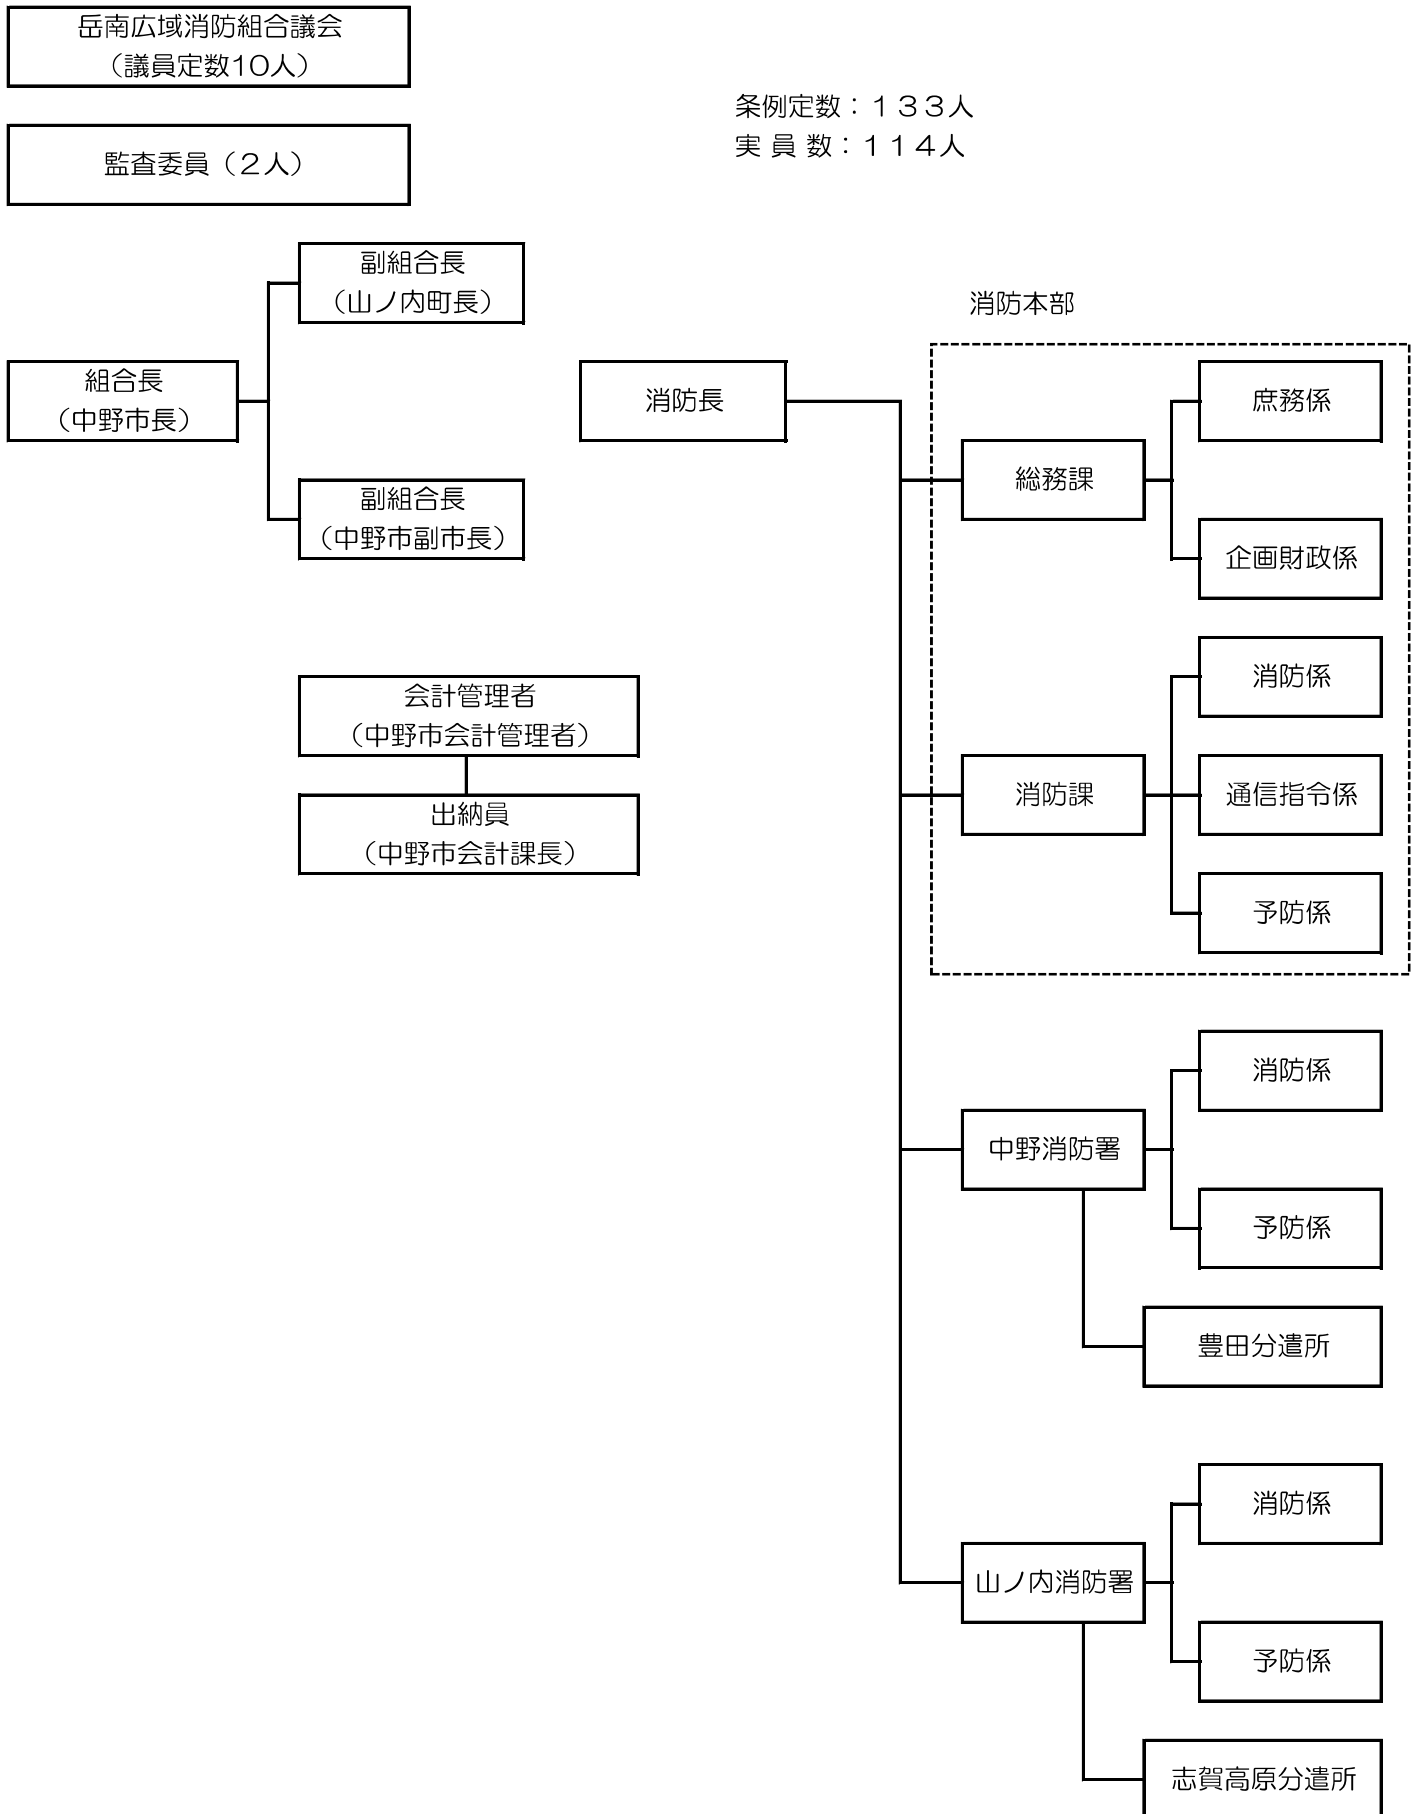 岳南広域消防組合議会
（議員定数10人）
監査委員（２人）
条例定数：１３３人
実 員 数：１１４人
副組合長
（山ノ内町長）
組合長
（中野市長）
副組合長
（中野市副市長）
会計管理者
（中野市会計管理者）
出納員
（中野市会計課長）
消防長
消防本部
総務課
庶務係
企画財政係
消防課
消防係
通信指令係
予防係
中野消防署
消防係
予防係
豊田分遣所
山ノ内消防署
消防係
予防係
志賀高原分遣所